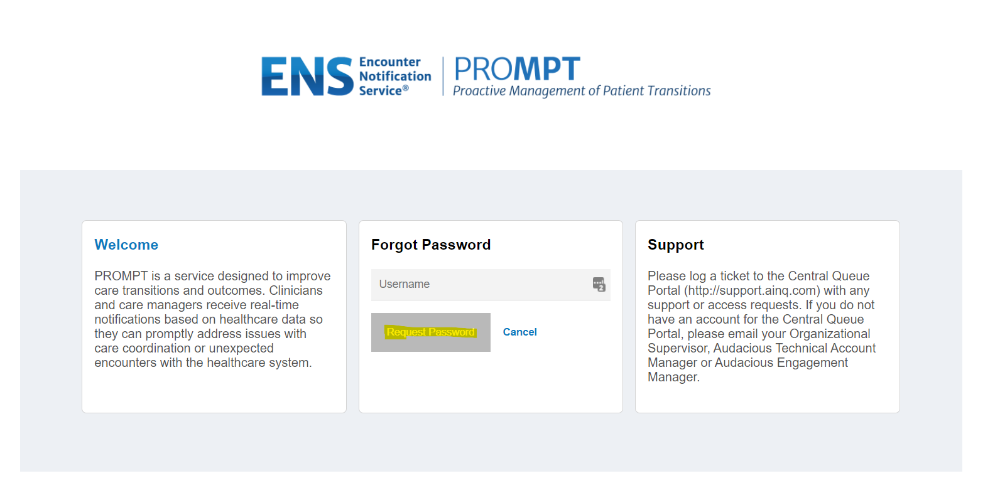 ENS Encounter
Notification
Service®
PROMPT
Proactive Management of Patient Transitions
Welcome
PROMPT is a service designed to improve
care transitions and outcomes. Clinicians
and care managers receive real-time
notifications based on healthcare data so
they can promptly address issues with
care coordination or unexpected
encounters with the healthcare system.
Forgot Password
Username
2
Request Password
Cancel
Support
Please log a ticket to the Central Queue
Portal (http://support.ainq.com) with any
support or access requests. If you do not
have an account for the Central Queue
Portal, please email your Organizational
Supervisor, Audacious Technical Account
Manager or Audacious Engagement
Manager.